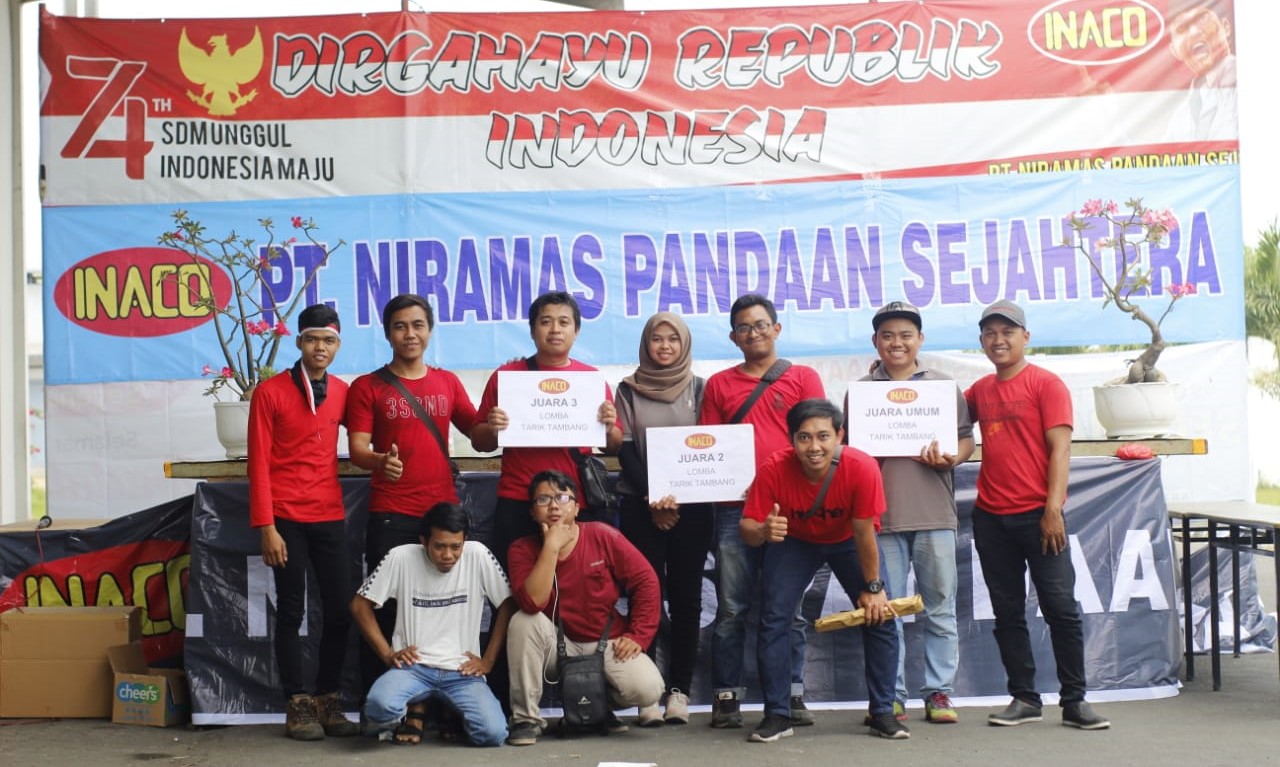 DIRGAHAYU REPUBLIK
INDONESIA
74TH
SDM UNGGUL
INDONESIA MAJU
INACO
PT. NIRAMAS PANDAAN
INACO
PT. NIRAMAS PANDAAN SEJAHTERA
INACO
JUARA 3
LOMBA
TARIK TAMBANG
INACO
JUARA 2
LOMBA
TARIK TAMBANG
INACO
JUARA UMUM
LOMBA
TARIK TAMBANG
INACO
cheers